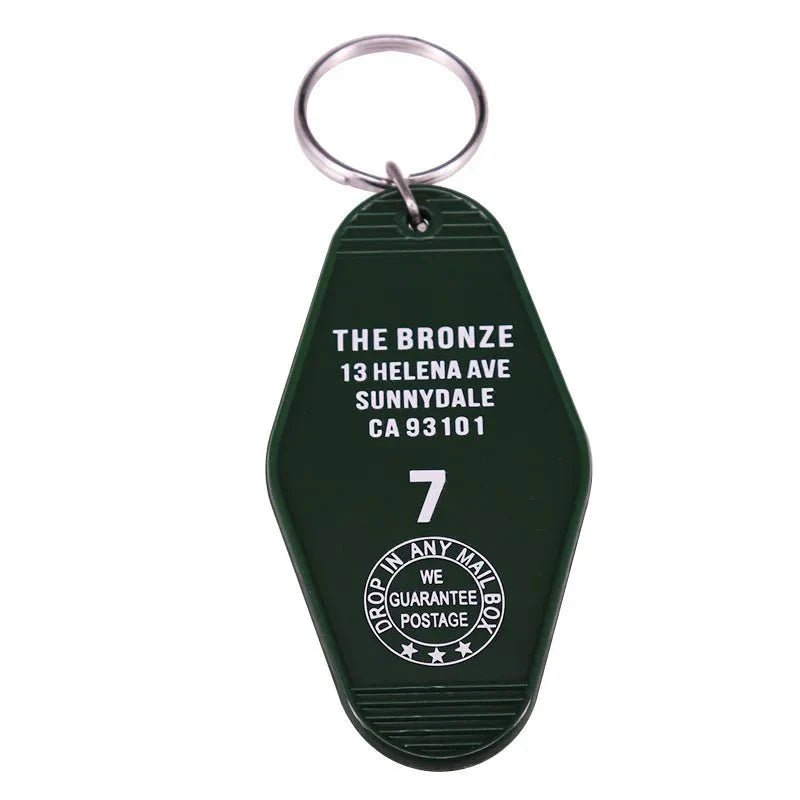 THE BRONZE
13 HELENA AVE
SUNNYDALE
CA 93101
7
DROP IN ANY MAIL BOX
WE
GUARANTEE
POSTAGE